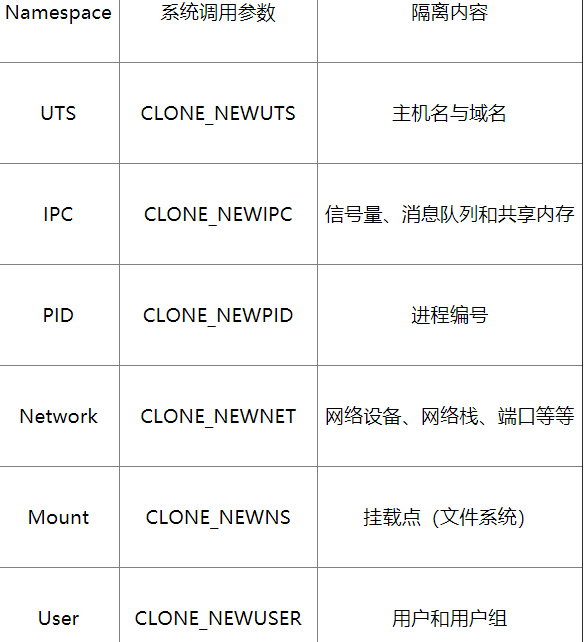 Namespace 系统调用参数 隔离内容
UTS CLONE_NEWUTS 主机名与域名
IPC CLONE_NEWIPC 信号量、消息队列和共享内存
PID CLONE_NEWPID 进程编号
Network CLONE_NEWNET 网络设备、网络栈、端口等等
Mount CLONE_NEWNS 挂载点（文件系统）
User CLONE_NEWUSER 用户和用户组